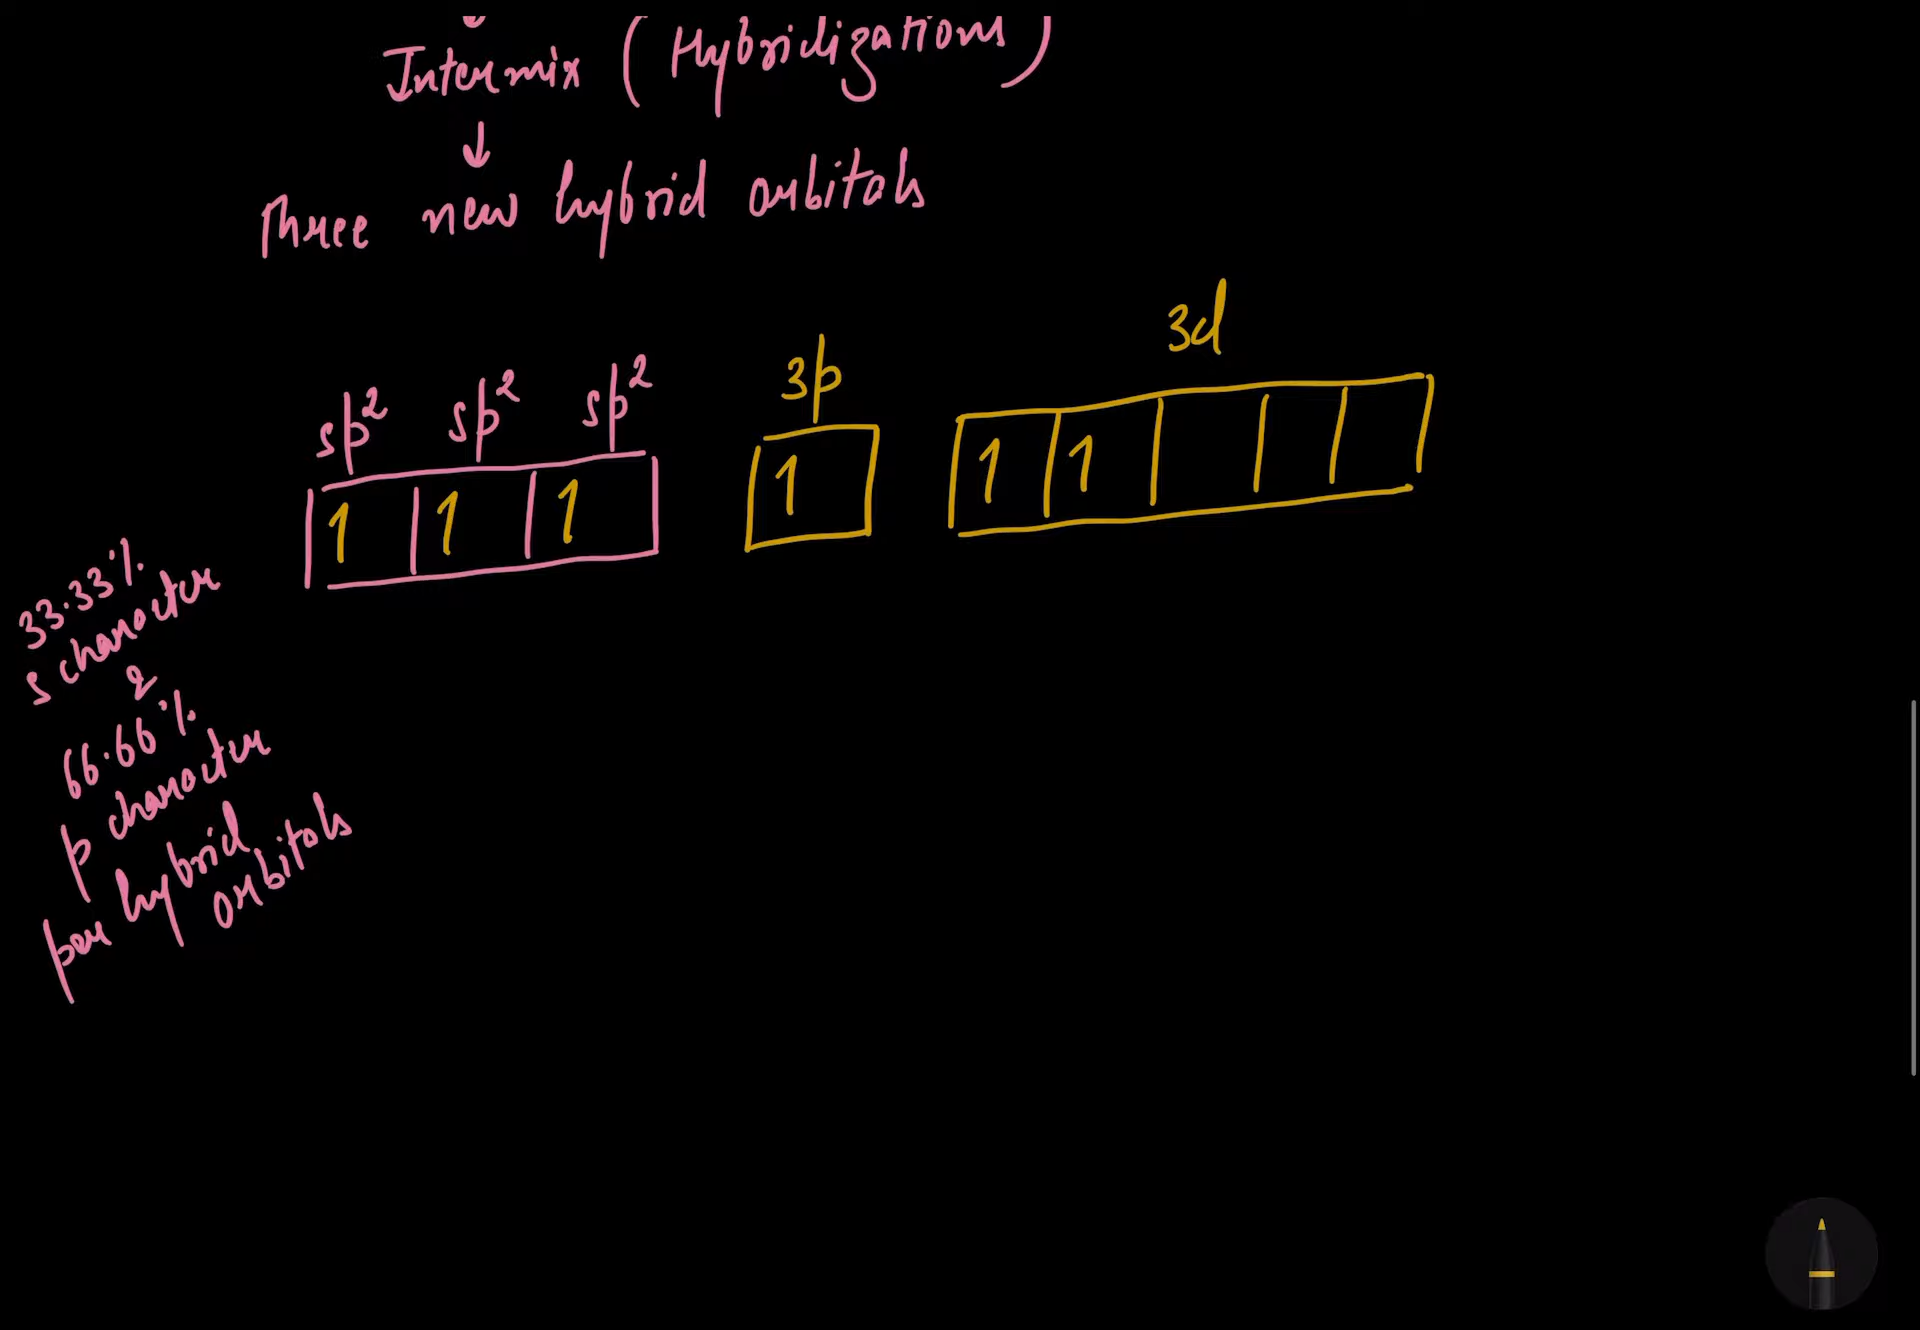 Intermix (Hybridizations)
↓
Three new hybrid orbitals
3d
3p
sp² sp² sp²
1 1 1 1 1 1
33.33%
s character
&
66.66%
p character
per hybrid
orbitals